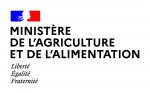 MINISTÈRE
DE L'AGRICULTURE
ET DE L'ALIMENTATION
Liberté
Égalité
Fraternité